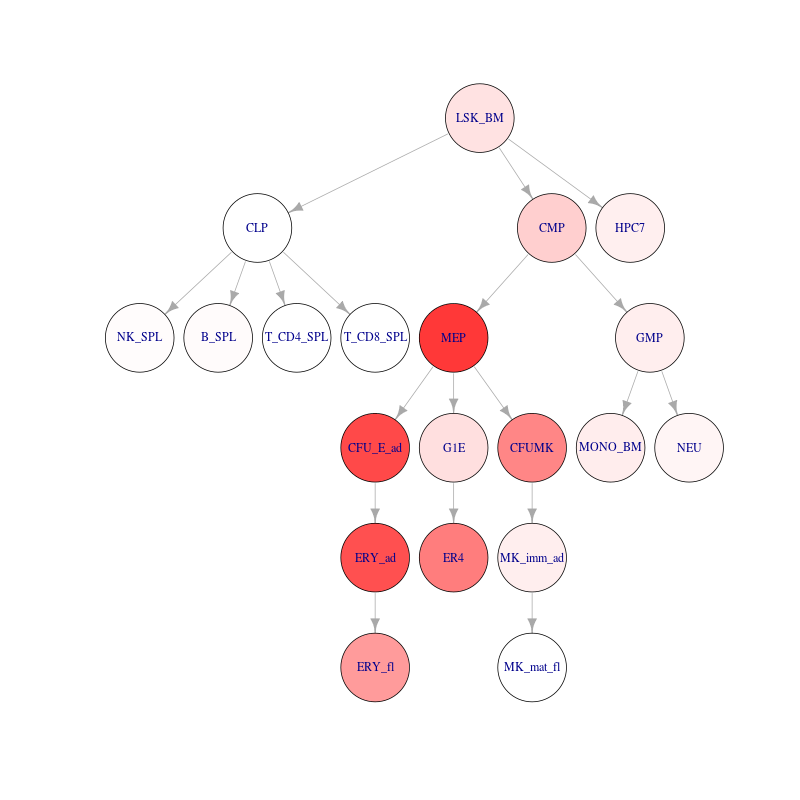 LSK_BM
CLP
CMP
HPC7
NK_SPL
B_SPL
T_CD4_SPL
T_CD8_SPL
MEP
GMP
CFU_E_ad
G1E
CFUMK
MONO_BM
NEU
ERY_ad
ER4
MK_imm_ad
ERY_fl
MK_mat_fl